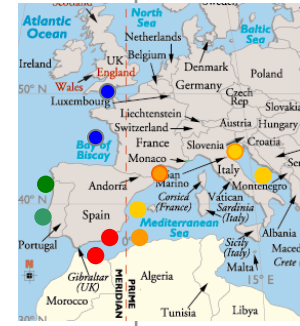 Scotland
Atlantic
Ocean
North
Sea
Sweden
Baltic
Sea
Netherlands
Belgium
Denmark
Ireland
UK
England
Wales
Poland
Germany
50° N
Luxembourg
Czech
Rep
Slovakia
Liechtenstein
Switzerland
Austria
Hungary
Bay of
Biscay
France
Slovenia
Croatia
Monaco
San
Marino
Italy
Andorra
Montenegro
Corsica
(France)
Vatican
40° N
Spain
Sardinia
(Italy)
Mediterranean
Sea
Albania
Portugal
0°
Sicily
(Italy)
Gibraltar
(UK)
Malta
15° E
PRIME
MERIDIAN
Algeria
Morocco
Tunisia
Libya
30° N